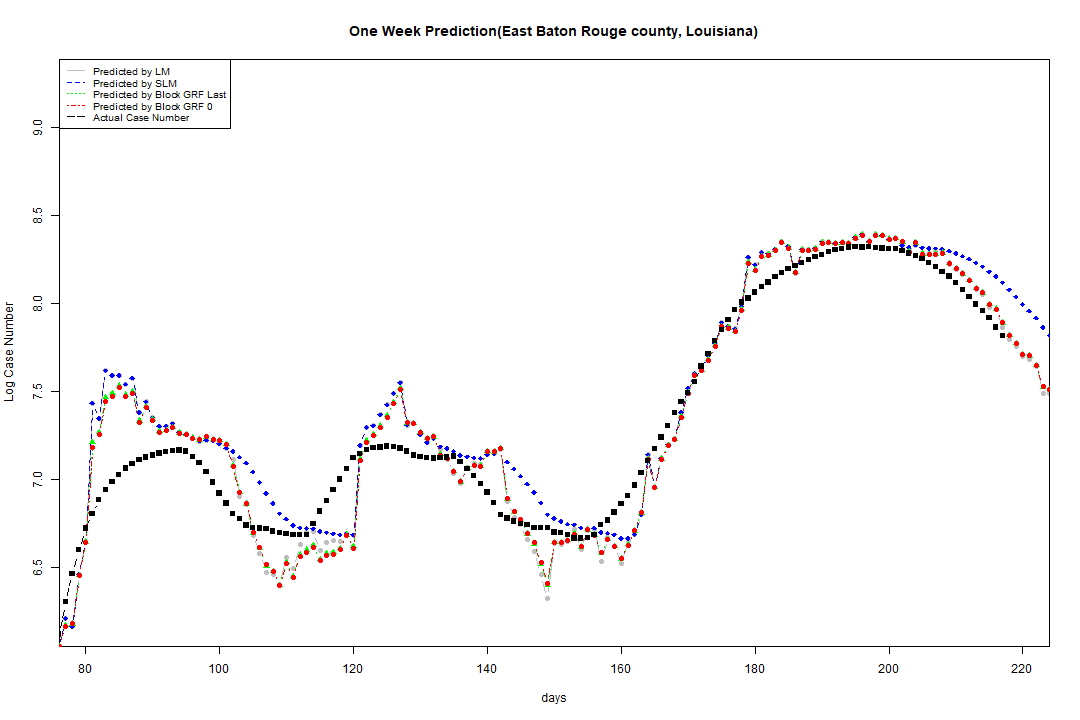 One Week Prediction(East Baton Rouge county, Louisiana)
Predicted by LM
Predicted by SLM
Predicted by Block GRF Last
Predicted by Block GRF 0
Actual Case Number
Log Case Number
9.0
8.5
8.0
7.5
7.0
6.5
80 100 120 140 160 180 200 220
days